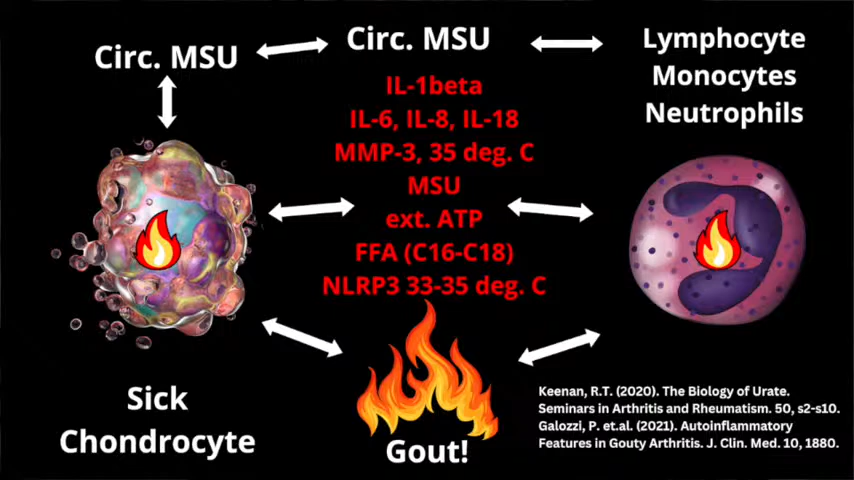 Circ. MSU
Circ. MSU
Lymphocyte
Monocytes
Neutrophils
IL-1beta
IL-6, IL-8, IL-18
MMP-3, 35 deg. C
MSU
ext. ATP
FFA (C16-C18)
NLRP3 33-35 deg. C
Sick
Chondrocyte
Gout!
Keenan, R.T. (2020). The Biology of Urate.
Seminars in Arthritis and Rheumatism. 50, s2-s10.
Galozzi, P. et.al. (2021). Autoinflammatory
Features in Gouty Arthritis. J. Clin. Med. 10, 1880.